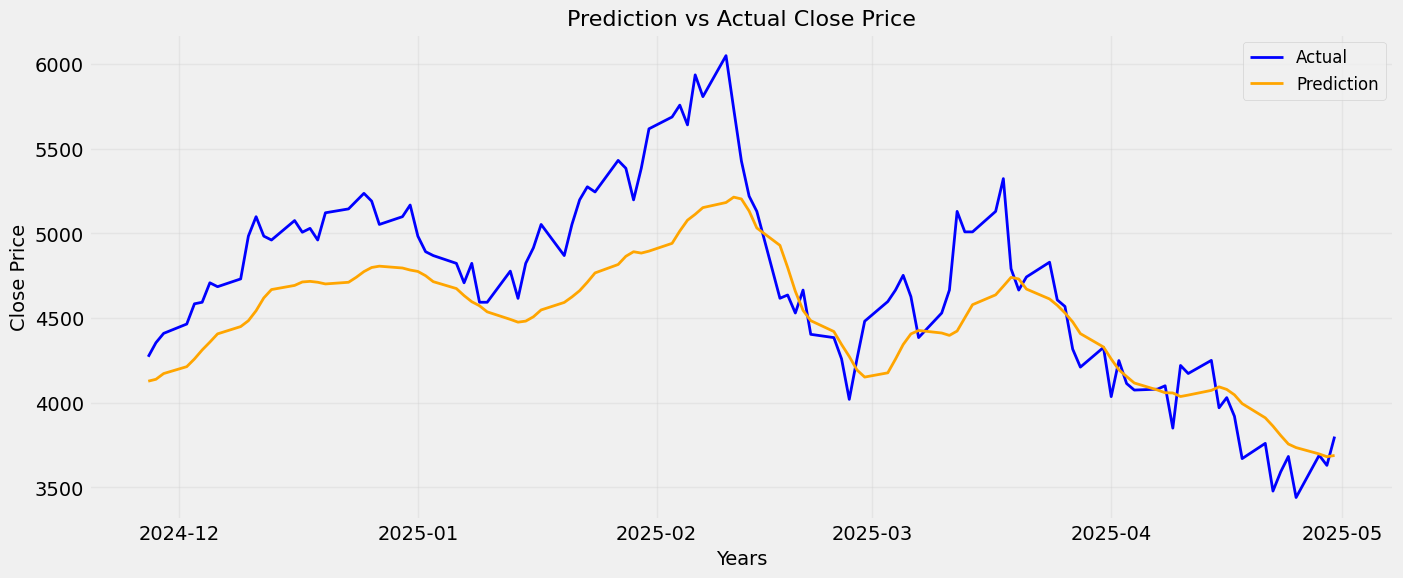 Prediction vs Actual Close Price
Actual
Prediction
Close Price
6000
5500
5000
4500
4000
3500
2024-12
2025-01
2025-02
2025-03
2025-04
2025-05
Years